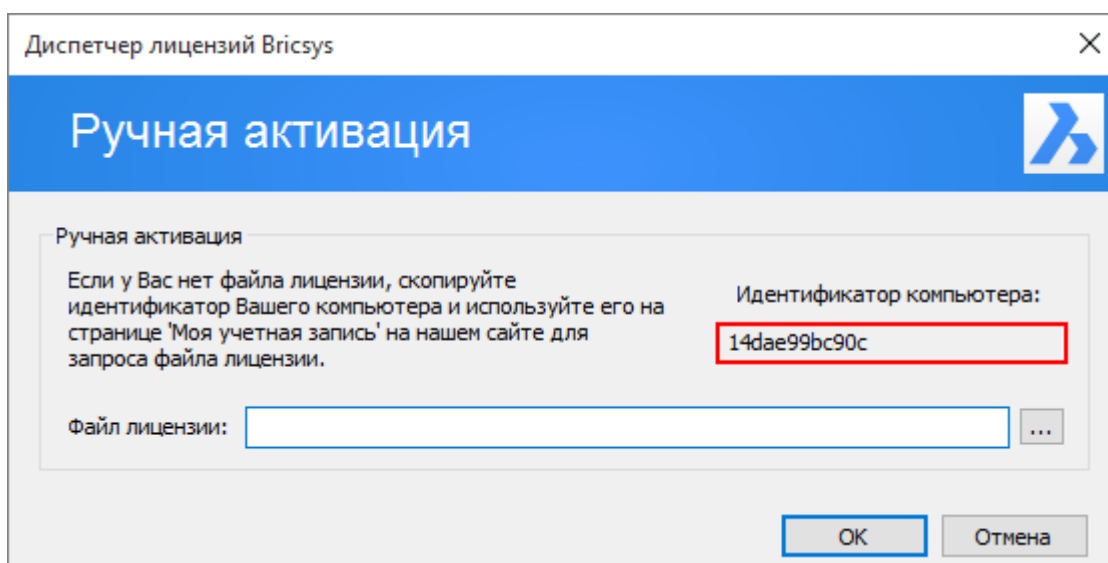 Диспетчер лицензий Bricsys
Ручная активация
Ручная активация
Если у Вас нет файла лицензии, скопируйте
идентификатор Вашего компьютера и используйте его на
странице 'Моя учетная запись' на нашем сайте для
запроса файла лицензии.
Идентификатор компьютера:
14dae99bc90c
Файл лицензии:
...
OK
Отмена